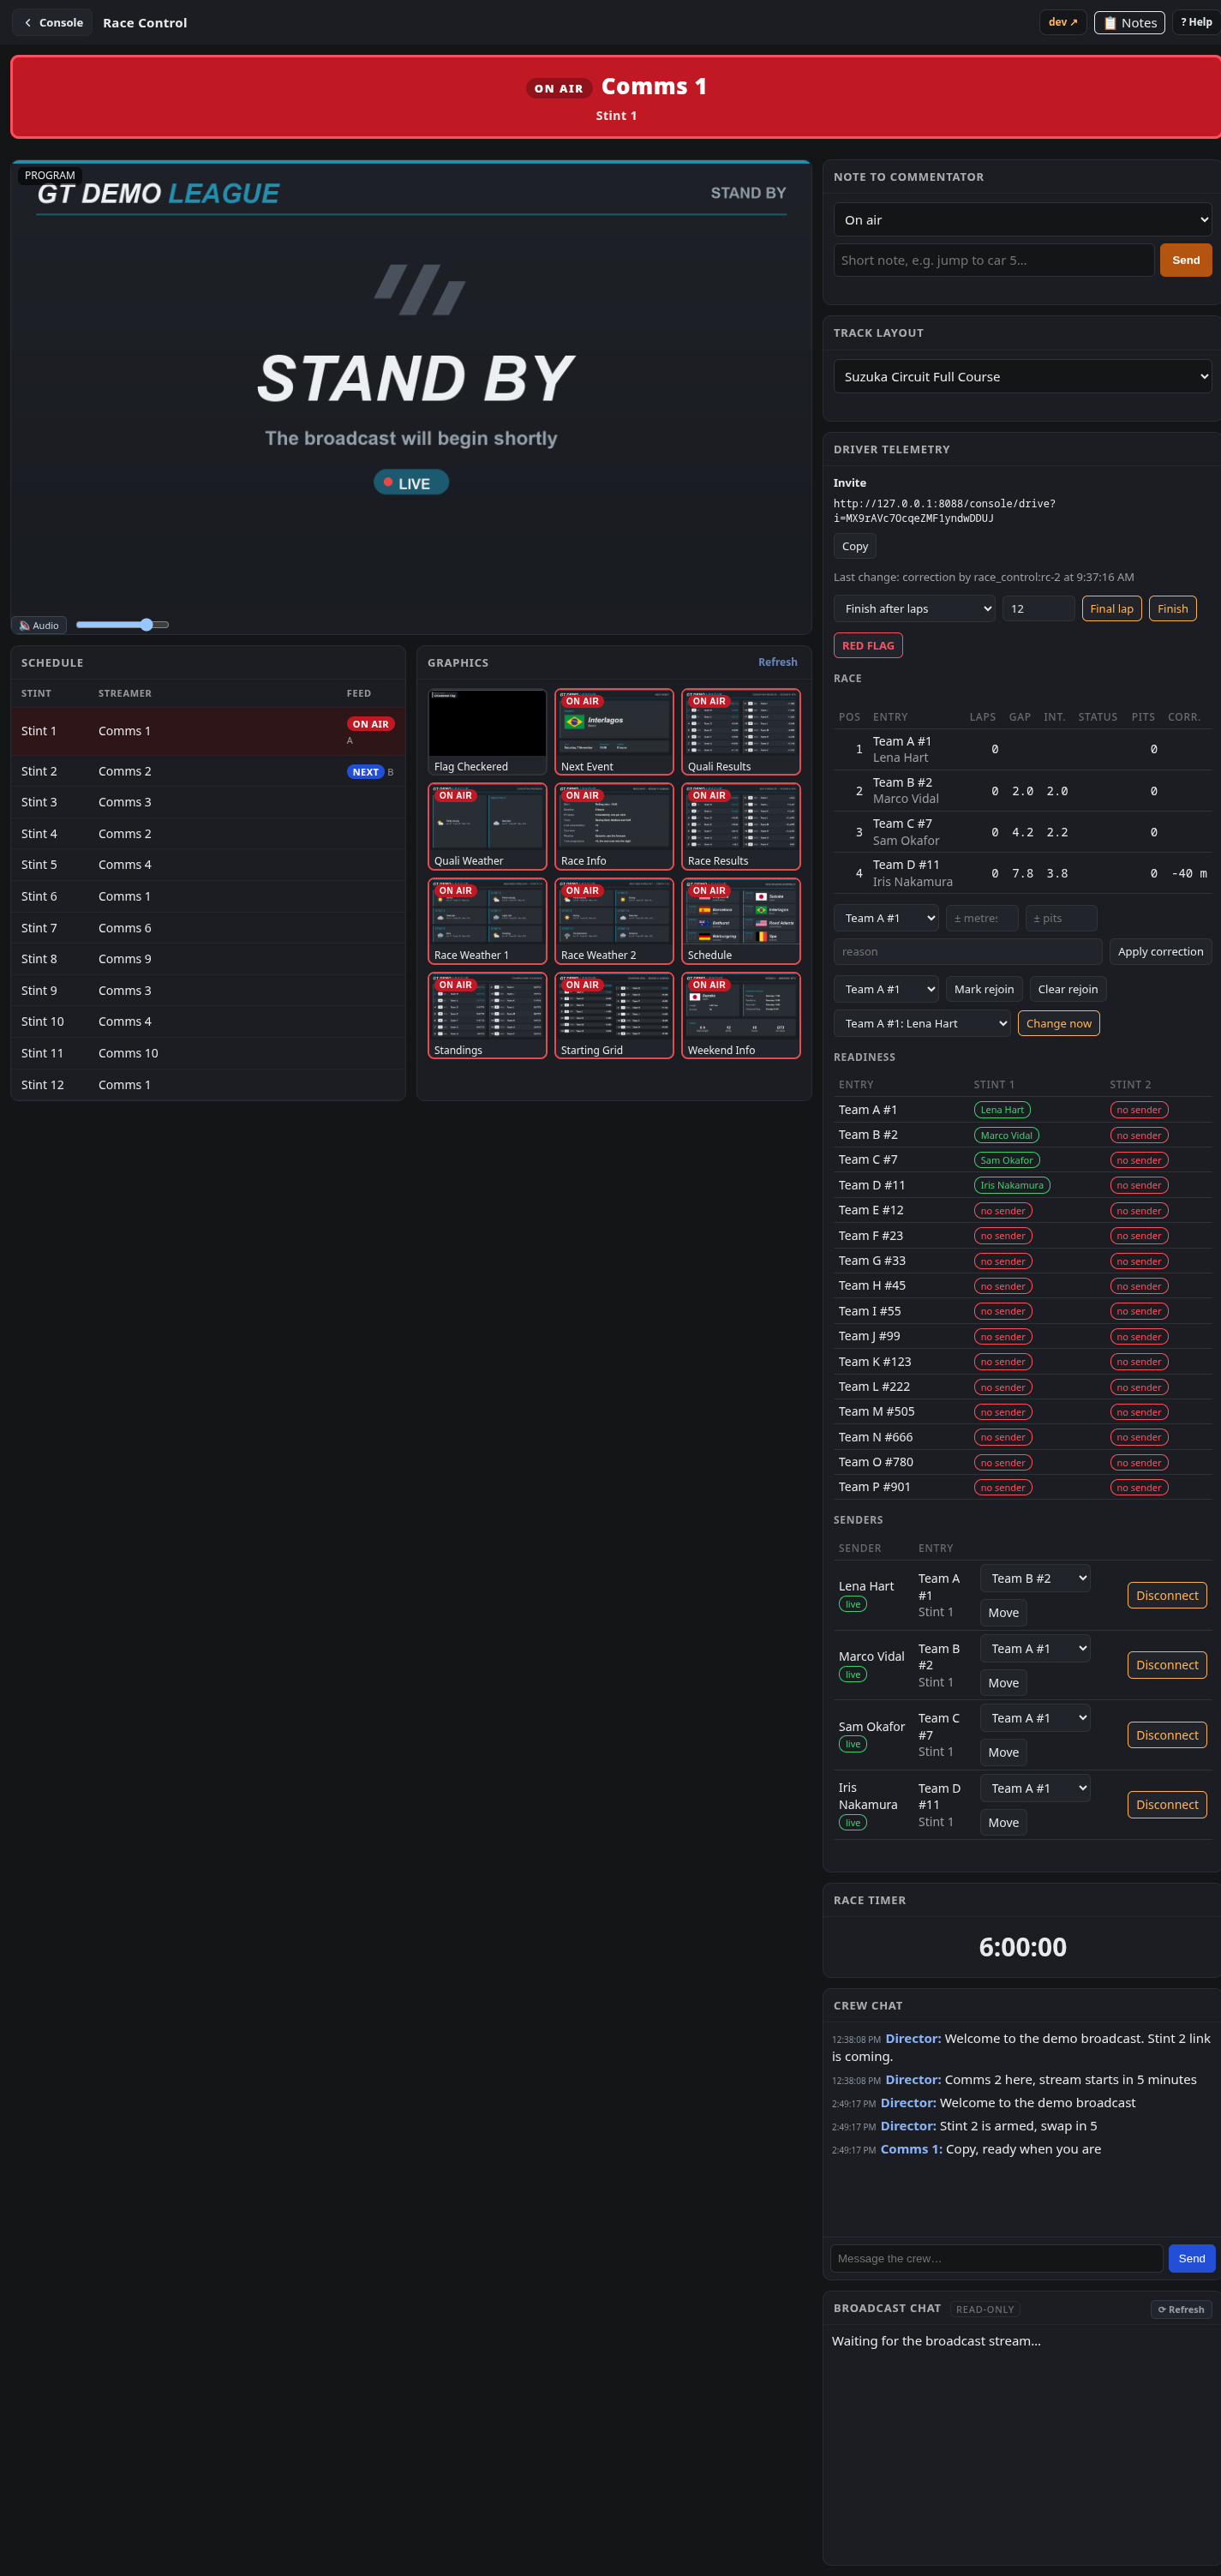 Console Race Control dev ↗ 📋 Notes ? Help
ON AIR Comms 1
Stint 1
PROGRAM
GT DEMO LEAGUE STAND BY
STAND BY
The broadcast will begin shortly
LIVE
Audio
SCHEDULE
STINT STREAMER FEED
Stint 1 Comms 1 ON AIR A
Stint 2 Comms 2 NEXT B
Stint 3 Comms 3
Stint 4 Comms 2
Stint 5 Comms 4
Stint 6 Comms 1
Stint 7 Comms 6
Stint 8 Comms 9
Stint 9 Comms 3
Stint 10 Comms 4
Stint 11 Comms 10
Stint 12 Comms 1
GRAPHICS Refresh
Flag Checkered
ON AIR Interlagos Next Event
ON AIR Quali Results
ON AIR Quali Weather
ON AIR Race Info
ON AIR Race Results
ON AIR Race Weather 1
ON AIR Race Weather 2
ON AIR Schedule
ON AIR Standings
ON AIR Starting Grid
ON AIR Weekend Info
NOTE TO COMMENTATOR
On air
Short note, e.g. jump to car 5... Send
TRACK LAYOUT
Suzuka Circuit Full Course
DRIVER TELEMETRY
Invite
http://127.0.0.1:8088/console/drive?
i=MX9rAVc7OcqeZMF1yndwDDUJ
Copy
Last change: correction by race_control:rc-2 at 9:37:16 AM
Finish after laps 12 Final lap Finish
RED FLAG
RACE
POS ENTRY LAPS GAP INT. STATUS PITS CORR.
1 Team A #1 Lena Hart 0 0
2 Team B #2 Marco Vidal 0 2.0 2.0 0
3 Team C #7 Sam Okafor 0 4.2 2.2 0
4 Team D #11 Iris Nakamura 0 7.8 3.8 0 -40 m
Team A #1 ± metre: ± pits
reason Apply correction
Team A #1 Mark rejoin Clear rejoin
Team A #1: Lena Hart Change now
READINESS
ENTRY STINT 1 STINT 2
Team A #1 Lena Hart no sender
Team B #2 Marco Vidal no sender
Team C #7 Sam Okafor no sender
Team D #11 Iris Nakamura no sender
Team E #12 no sender no sender
Team F #23 no sender no sender
Team G #33 no sender no sender
Team H #45 no sender no sender
Team I #55 no sender no sender
Team J #99 no sender no sender
Team K #123 no sender no sender
Team L #222 no sender no sender
Team M #505 no sender no sender
Team N #666 no sender no sender
Team O #780 no sender no sender
Team P #901 no sender no sender
SENDERS
SENDER ENTRY
Lena Hart live Team A #1 Stint 1 Team B #2 Move Disconnect
Marco Vidal live Team B #2 Stint 1 Team A #1 Move Disconnect
Sam Okafor live Team C #7 Stint 1 Team A #1 Move Disconnect
Iris Nakamura live Team D #11 Stint 1 Team A #1 Move Disconnect
RACE TIMER
6:00:00
CREW CHAT
12:38:08 PM Director: Welcome to the demo broadcast. Stint 2 link
is coming.
12:38:08 PM Director: Comms 2 here, stream starts in 5 minutes
2:49:17 PM Director: Welcome to the demo broadcast
2:49:17 PM Director: Stint 2 is armed, swap in 5
2:49:17 PM Comms 1: Copy, ready when you are
Message the crew… Send
BROADCAST CHAT READ-ONLY ⟳ Refresh
Waiting for the broadcast stream…